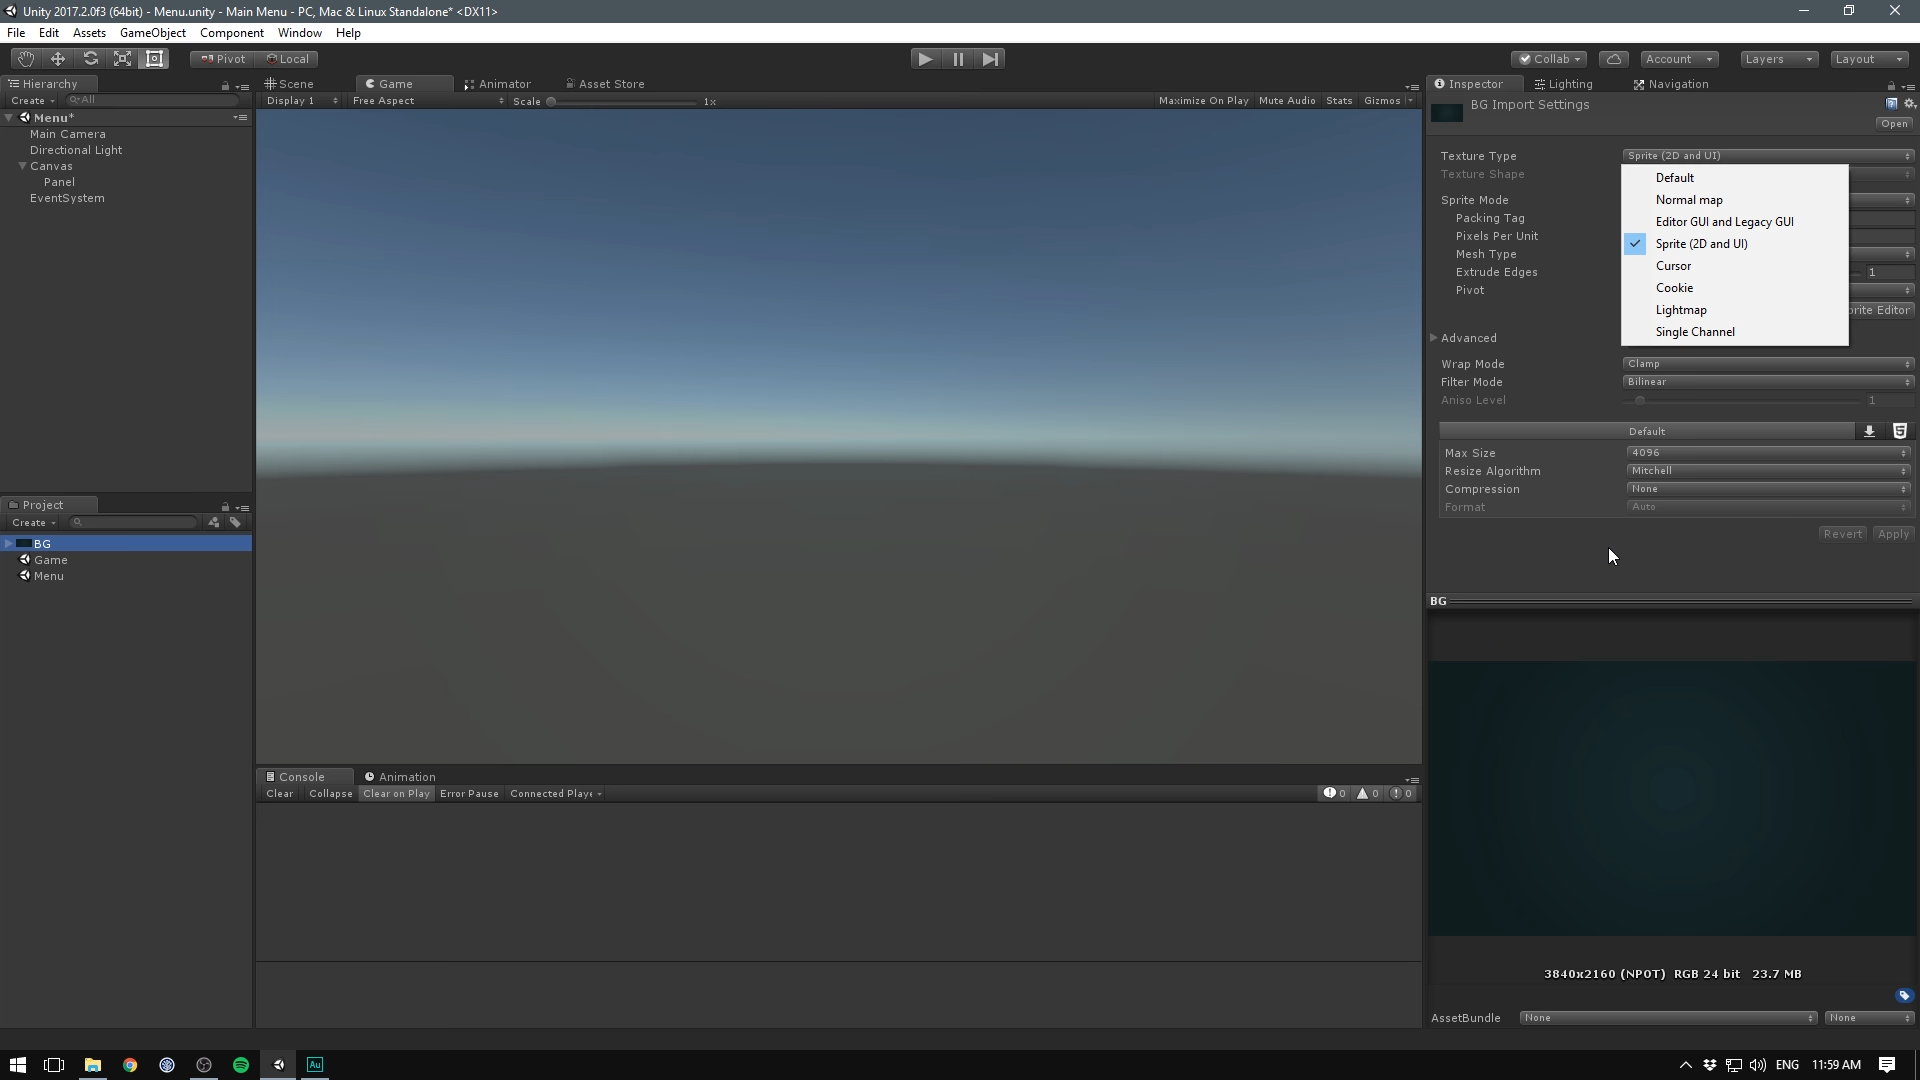 Unity 2017.2.0f3 (64bit) - Menu.unity - Main Menu - PC, Mac & Linux Standalone* <DX11>
File Edit Assets GameObject Component Window Help
Pivot Local Collab Account Layers Layout
Hierarchy Scene Game Animator Asset Store Inspector Lighting Navigation
Create All Display 1 Free Aspect Scale 1x Maximize On Play Mute Audio Stats Gizmos
BG Import Settings
Open
Menu*
Main Camera
Directional Light
Canvas
Panel
EventSystem
Texture Type Sprite (2D and UI)
Texture Shape
Sprite Mode
Packing Tag
Pixels Per Unit
Mesh Type
Extrude Edges 1
Pivot
Default
Normal map
Editor GUI and Legacy GUI
Sprite (2D and UI)
Cursor
Cookie
Lightmap
Single Channel
rite Editor
Advanced
Wrap Mode Clamp
Filter Mode Bilinear
Aniso Level 1
Default
Max Size 4096
Resize Algorithm Mitchell
Compression None
Format Auto
Revert Apply
Project
Create
BG
Game
Menu
Console Animation
Clear Collapse Clear on Play Error Pause Connected Playe 0 0 0
BG
3840x2160 (NPOT) RGB 24 bit 23.7 MB
AssetBundle None None
Au
ENG 11:59 AM